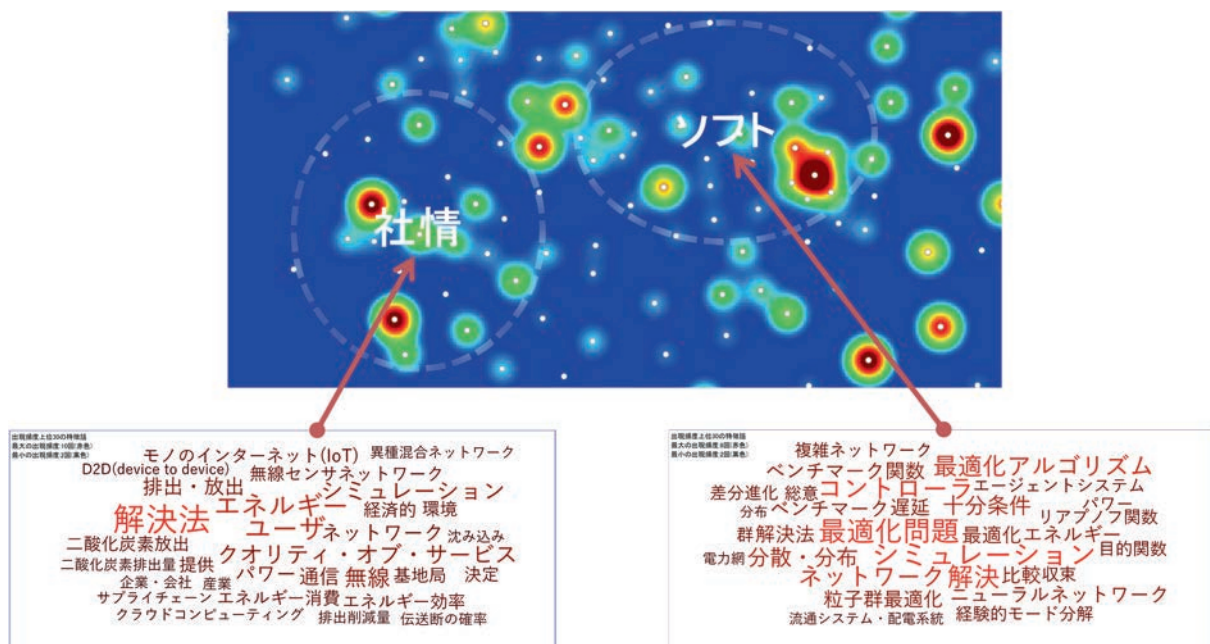 ソフト
社情
出現頻度上位30の特徴語
最大の出現頻度10回(赤色)
最小の出現頻度2回(黒色)
モノのインターネット(IoT) 異種混合ネットワーク
D2D(device to device) 無線センサネットワーク
排出・放出 シミュレーション
エネルギー 経済的 環境
解決法 ユーザ ネットワーク 沈み込み
二酸化炭素放出 クオリティ・オブ・サービス
二酸化炭素排出量 提供 パワー 通信 無線 基地局 決定
企業・会社 産業
サプライチェーン エネルギー消費 エネルギー効率
クラウドコンピューティング 排出削減量 伝送断の確率
出現頻度上位30の特徴語
最大の出現頻度8回(赤色)
最小の出現頻度2回(黒色)
複雑ネットワーク
ベンチマーク関数 最適化アルゴリズム
差分進化 総意 コントローラ エージェントシステム
分布 ベンチマーク 遅延 十分条件 パワー
リアプノフ関数
群 解決法 最適化問題 最適化 エネルギー
電力網 分散・分布 シミュレーション 目的関数
ネットワーク 解決 比較 収束
粒子群最適化 ニューラルネットワーク
流通システム・配電系統 経験的モード分解